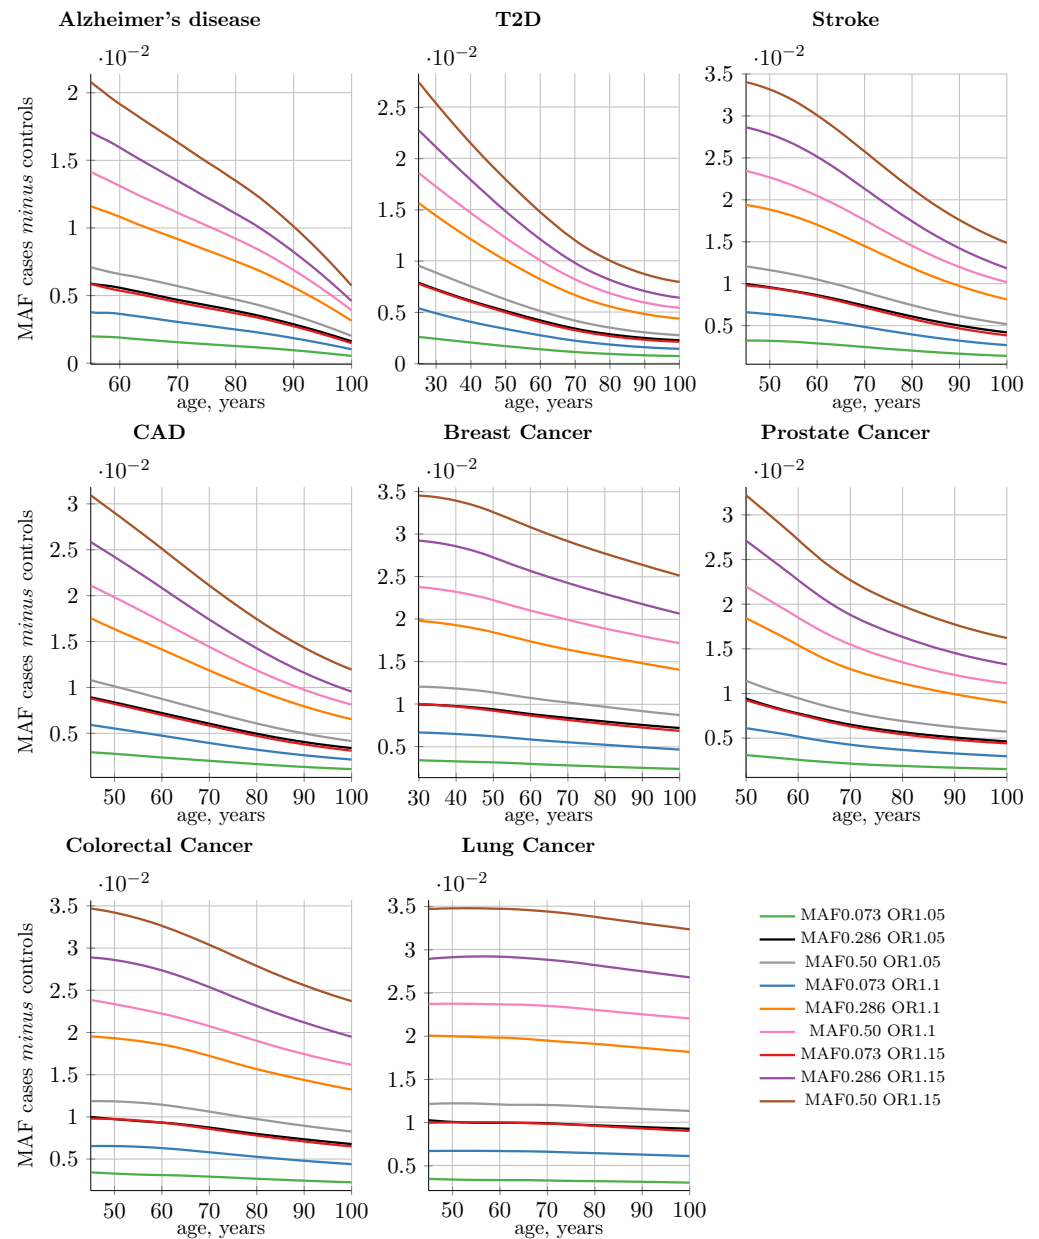 Alzheimer's disease
·10−2
MAF cases minus controls
2
1.5
1
0.5
0
60 70 80 90 100
age, years
T2D
·10−2
2.5
2
1.5
1
0.5
0
30 40 50 60 70 80 90 100
age, years
Stroke
·10−2
3.5
3
2.5
2
1.5
1
0.5
50 60 70 80 90 100
age, years
CAD
·10−2
MAF cases minus controls
3
2.5
2
1.5
1
0.5
50 60 70 80 90 100
age, years
Breast Cancer
·10−2
3.5
3
2.5
2
1.5
1
0.5
30 40 50 60 70 80 90 100
age, years
Prostate Cancer
·10−2
3
2.5
2
1.5
1
0.5
50 60 70 80 90 100
age, years
Colorectal Cancer
·10−2
MAF cases minus controls
3.5
3
2.5
2
1.5
1
0.5
50 60 70 80 90 100
age, years
Lung Cancer
·10−2
3.5
3
2.5
2
1.5
1
0.5
50 60 70 80 90 100
age, years
MAF0.073 OR1.05
MAF0.286 OR1.05
MAF0.50 OR1.05
MAF0.073 OR1.1
MAF0.286 OR1.1
MAF0.50 OR1.1
MAF0.073 OR1.15
MAF0.286 OR1.15
MAF0.50 OR1.15